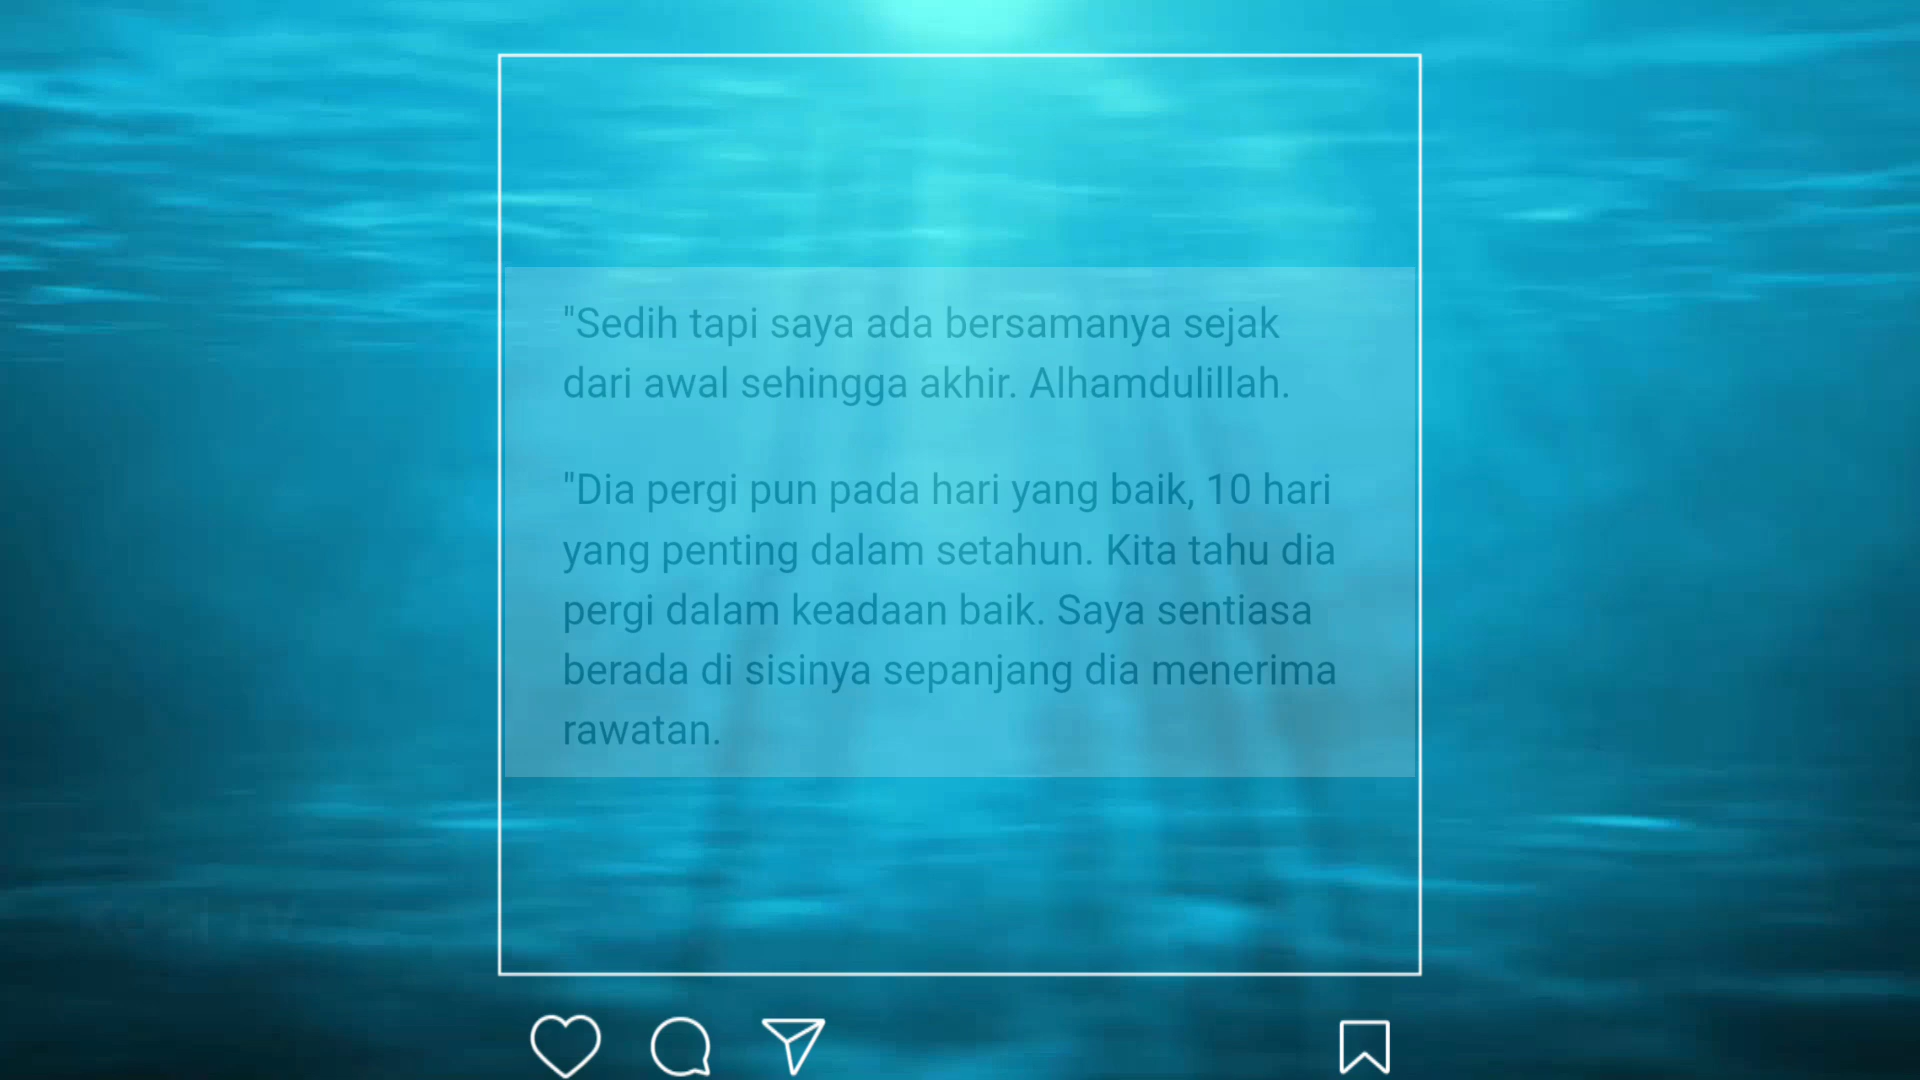 "Sedih tapi saya ada bersamanya sejak
dari awal sehingga akhir. Alhamdulillah.
"Dia pergi pun pada hari yang baik, 10 hari
yang penting dalam setahun. Kita tahu dia
pergi dalam keadaan baik. Saya sentiasa
berada di sisinya sepanjang dia menerima
rawatan.